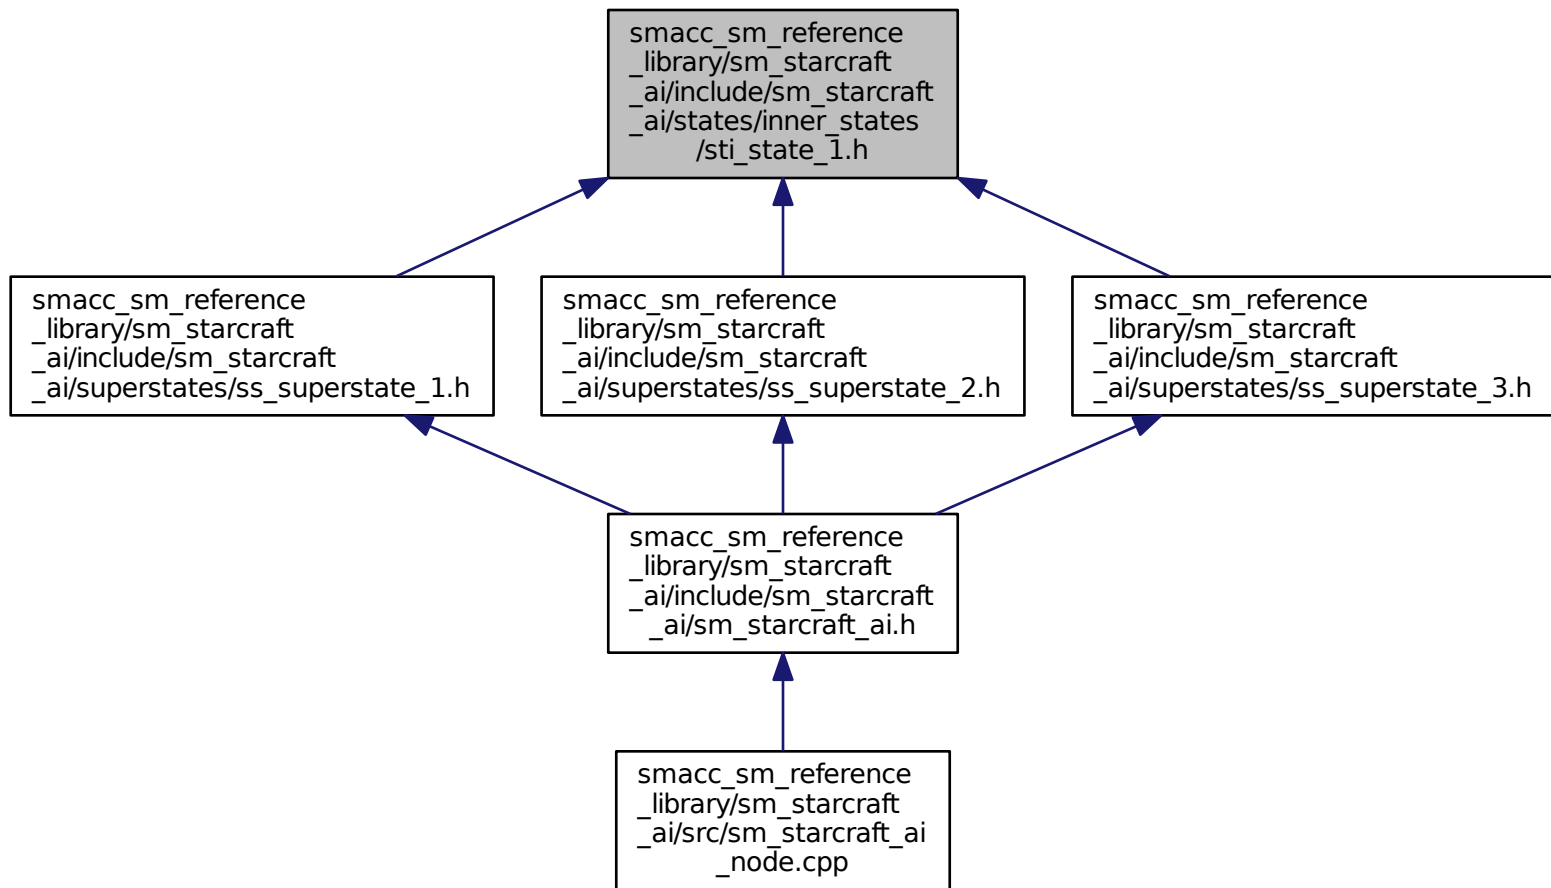 smacc_sm_reference
_library/sm_starcraft
_ai/include/sm_starcraft
_ai/states/inner_states
/sti_state_1.h
smacc_sm_reference
_library/sm_starcraft
_ai/include/sm_starcraft
_ai/superstates/ss_superstate_1.h
smacc_sm_reference
_library/sm_starcraft
_ai/include/sm_starcraft
_ai/superstates/ss_superstate_2.h
smacc_sm_reference
_library/sm_starcraft
_ai/include/sm_starcraft
_ai/superstates/ss_superstate_3.h
smacc_sm_reference
_library/sm_starcraft
_ai/include/sm_starcraft
_ai/sm_starcraft_ai.h
smacc_sm_reference
_library/sm_starcraft
_ai/src/sm_starcraft_ai
_node.cpp